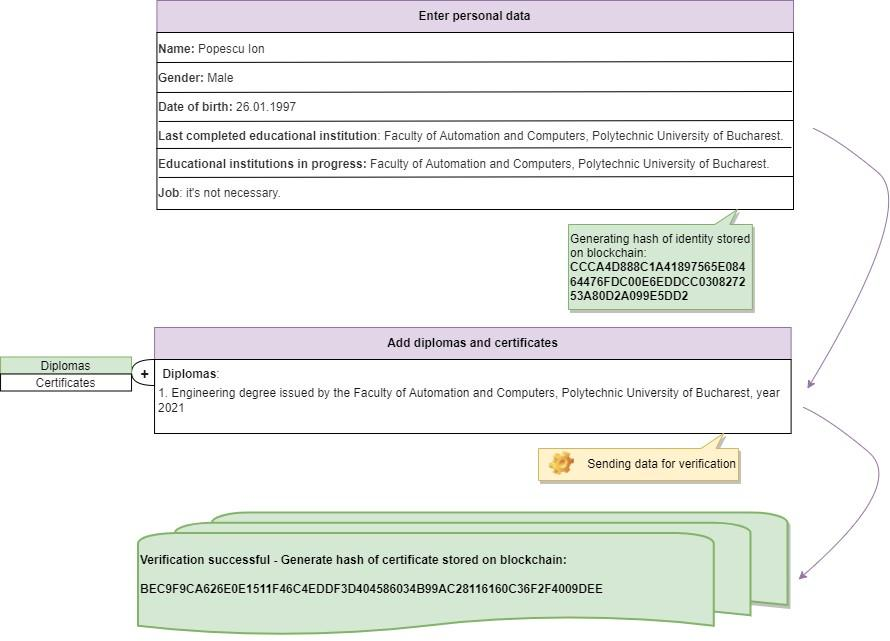 Enter personal data
Name: Popescu Ion
Gender: Male
Date of birth: 26.01.1997
Last completed educational institution: Faculty of Automation and Computers, Polytechnic University of Bucharest.
Educational institutions in progress: Faculty of Automation and Computers, Polytechnic University of Bucharest.
Job: it's not necessary.
Generating hash of identity stored
on blockchain:
CCCA4D888C1A41897565E084
64476FDC00E6EDDCC0308272
53A80D2A099E5DD2
Add diplomas and certificates
Diplomas
Certificates
+
Diplomas:
1. Engineering degree issued by the Faculty of Automation and Computers, Polytechnic University of Bucharest, year
2021
Sending data for verification
Verification successful - Generate hash of certificate stored on blockchain:
BEC9F9CA626E0E1511F46C4EDDF3D404586034B99AC28116160C36F2F4009DEE